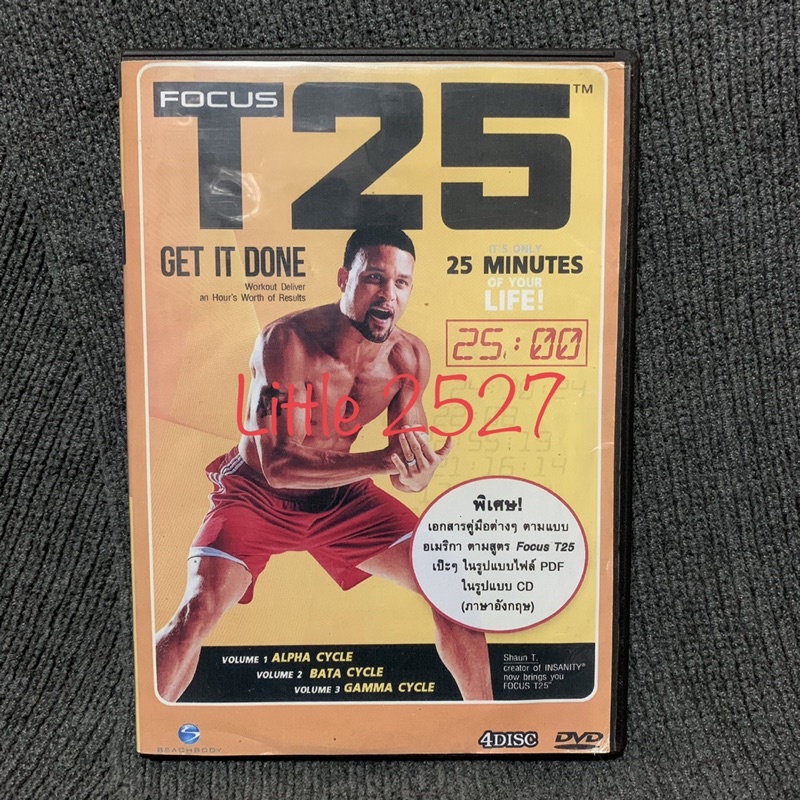 FOCUS
T25™
GET IT DONE
Workout Deliver
an Hour's Worth of Results
IT'S ONLY
25 MINUTES
OF YOUR
LIFE!
25:00
Little 2527
พิเศษ!
เอกสารคู่มือต่างๆ ตามแบบ
อเมริกา ตามสูตร Focus T25
เป๊ะๆ ในรูปแบบไฟล์ PDF
ในรูปแบบ CD
(ภาษาอังกฤษ)
VOLUME 1 ALPHA CYCLE
VOLUME 2 BATA CYCLE
VOLUME 3 GAMMA CYCLE
Shaun T.
creator of INSANITY®
now brings you
FOCUS T25™
BEACHBODY
4DISC DVD